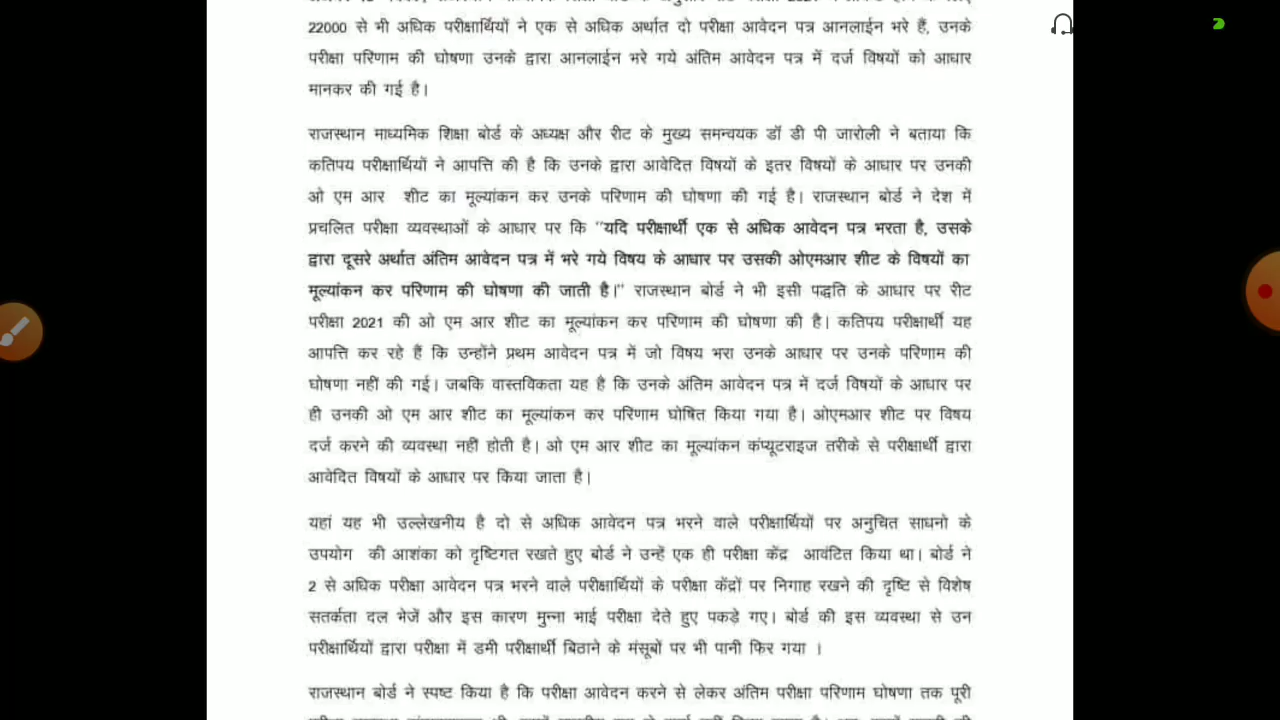 22000 से भी अधिक परीक्षार्थियों ने एक से अधिक अर्थात दो परीक्षा आवेदन पत्र आनलाईन भरे हैं, उनके
परीक्षा परिणाम की घोषणा उनके द्वारा आनलाईन भरे गये अंतिम आवेदन पत्र में दर्ज विषयों को आधार
मानकर की गई है।
राजस्थान माध्यमिक शिक्षा बोर्ड के अध्यक्ष और रीट के मुख्य समन्वयक डॉ डी पी जारोली ने बताया कि
कतिपय परीक्षार्थियों ने आपत्ति की है कि उनके द्वारा आवेदित विषयों के इतर विषयों के आधार पर उनकी
ओ एम आर शीट का मूल्यांकन कर उनके परिणाम की घोषणा की गई है। राजस्थान बोर्ड ने देश में
प्रचलित परीक्षा व्यवस्थाओं के आधार पर कि "यदि परीक्षार्थी एक से अधिक आवेदन पत्र भरता है, उसके
द्वारा दूसरे अर्थात अंतिम आवेदन पत्र में भरे गये विषय के आधार पर उसकी ओएमआर शीट के विषयों का
मूल्यांकन कर परिणाम की घोषणा की जाती है।" राजस्थान बोर्ड ने भी इसी पद्धति के आधार पर रीट
परीक्षा 2021 की ओ एम आर शीट का मूल्यांकन कर परिणाम की घोषणा की है। कतिपय परीक्षार्थी यह
आपत्ति कर रहे हैं कि उन्होंने प्रथम आवेदन पत्र में जो विषय भरा उनके आधार पर उनके परिणाम की
घोषणा नहीं की गई। जबकि वास्तविकता यह है कि उनके अंतिम आवेदन पत्र में दर्ज विषयों के आधार पर
ही उनकी ओ एम आर शीट का मूल्यांकन कर परिणाम घोषित किया गया है। ओएमआर शीट पर विषय
दर्ज करने की व्यवस्था नहीं होती है। ओ एम आर शीट का मूल्यांकन कंप्यूटराइज तरीके से परीक्षार्थी द्वारा
आवेदित विषयों के आधार पर किया जाता है।
यहां यह भी उल्लेखनीय है दो से अधिक आवेदन पत्र भरने वाले परीक्षार्थियों पर अनुचित साधनो के
उपयोग की आशंका को दृष्टिगत रखते हुए बोर्ड ने उन्हें एक ही परीक्षा केंद्र आवंटित किया था। बोर्ड ने
2 से अधिक परीक्षा आवेदन पत्र भरने वाले परीक्षार्थियों के परीक्षा केंद्रों पर निगाह रखने की दृष्टि से विशेष
सतर्कता दल भेजें और इस कारण मुन्ना भाई परीक्षा देते हुए पकड़े गए। बोर्ड की इस व्यवस्था से उन
परीक्षार्थियों द्वारा परीक्षा में डमी परीक्षार्थी बिठाने के मंसूबों पर भी पानी फिर गया ।
राजस्थान बोर्ड ने स्पष्ट किया है कि परीक्षा आवेदन करने से लेकर अंतिम परीक्षा परिणाम घोषणा तक पूरी